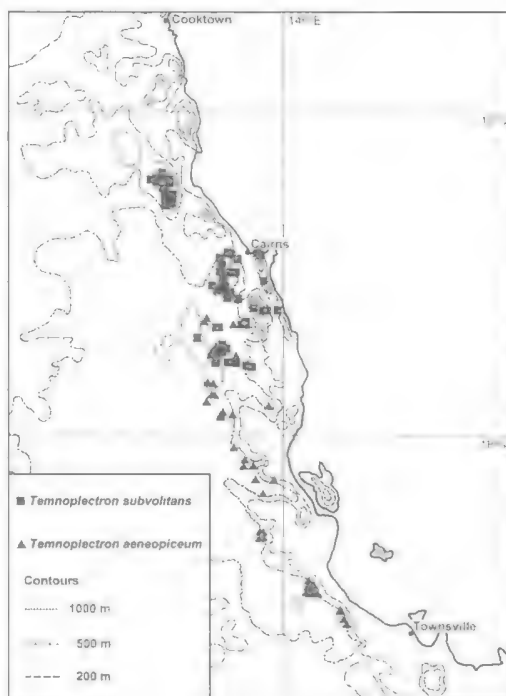 Cooktown
Cairns
Temnoplectron subvolitans
Temnoplectron aeneopiceum
Contours
1000 m
500 m
200 m
Townsville